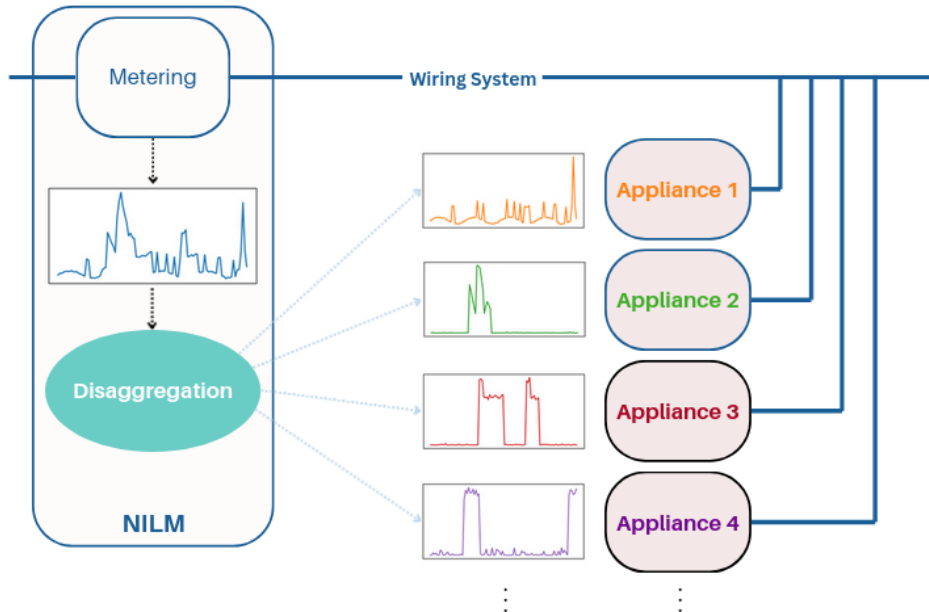 Metering
Wiring System
Appliance 1
Appliance 2
Disaggregation
Appliance 3
NILM
Appliance 4